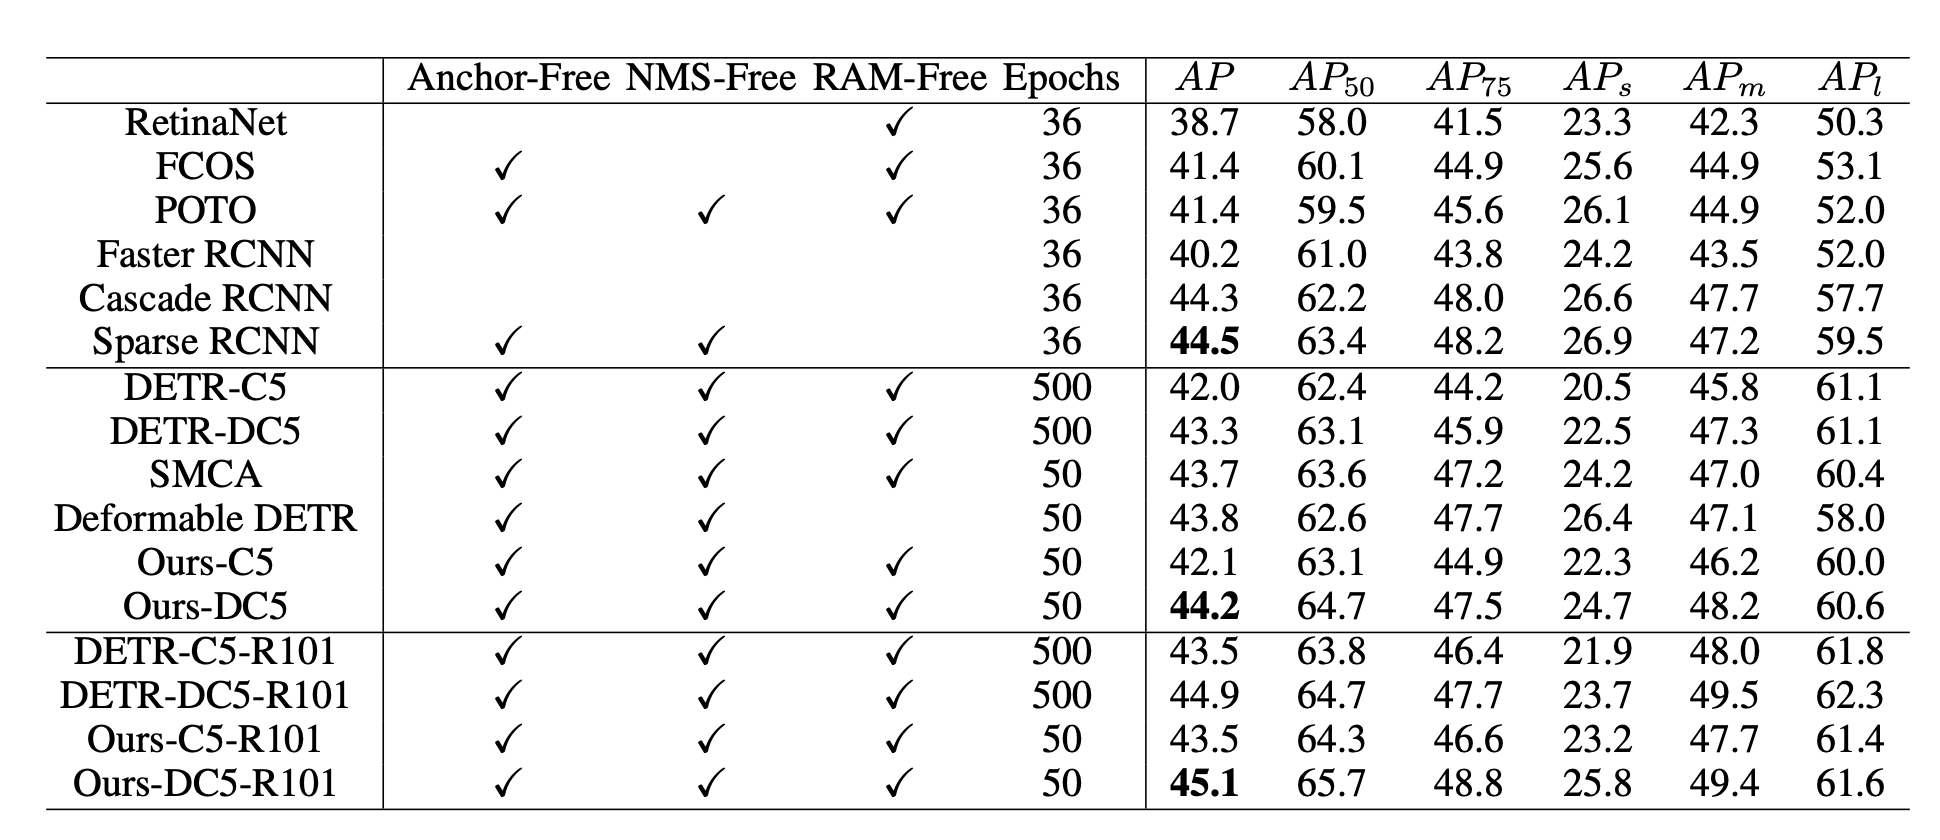 Anchor-Free NMS-Free RAM-Free Epochs AP AP50 AP75 APs APm APl
RetinaNet ✓ 36 38.7 58.0 41.5 23.3 42.3 50.3
FCOS ✓ ✓ 36 41.4 60.1 44.9 25.6 44.9 53.1
POTO ✓ ✓ ✓ 36 41.4 59.5 45.6 26.1 44.9 52.0
Faster RCNN 36 40.2 61.0 43.8 24.2 43.5 52.0
Cascade RCNN 36 44.3 62.2 48.0 26.6 47.7 57.7
Sparse RCNN ✓ ✓ 36 44.5 63.4 48.2 26.9 47.2 59.5
DETR-C5 ✓ ✓ ✓ 500 42.0 62.4 44.2 20.5 45.8 61.1
DETR-DC5 ✓ ✓ ✓ 500 43.3 63.1 45.9 22.5 47.3 61.1
SMCA ✓ ✓ ✓ 50 43.7 63.6 47.2 24.2 47.0 60.4
Deformable DETR ✓ ✓ 50 43.8 62.6 47.7 26.4 47.1 58.0
Ours-C5 ✓ ✓ ✓ 50 42.1 63.1 44.9 22.3 46.2 60.0
Ours-DC5 ✓ ✓ ✓ 50 44.2 64.7 47.5 24.7 48.2 60.6
DETR-C5-R101 ✓ ✓ ✓ 500 43.5 63.8 46.4 21.9 48.0 61.8
DETR-DC5-R101 ✓ ✓ ✓ 500 44.9 64.7 47.7 23.7 49.5 62.3
Ours-C5-R101 ✓ ✓ ✓ 50 43.5 64.3 46.6 23.2 47.7 61.4
Ours-DC5-R101 ✓ ✓ ✓ 50 45.1 65.7 48.8 25.8 49.4 61.6